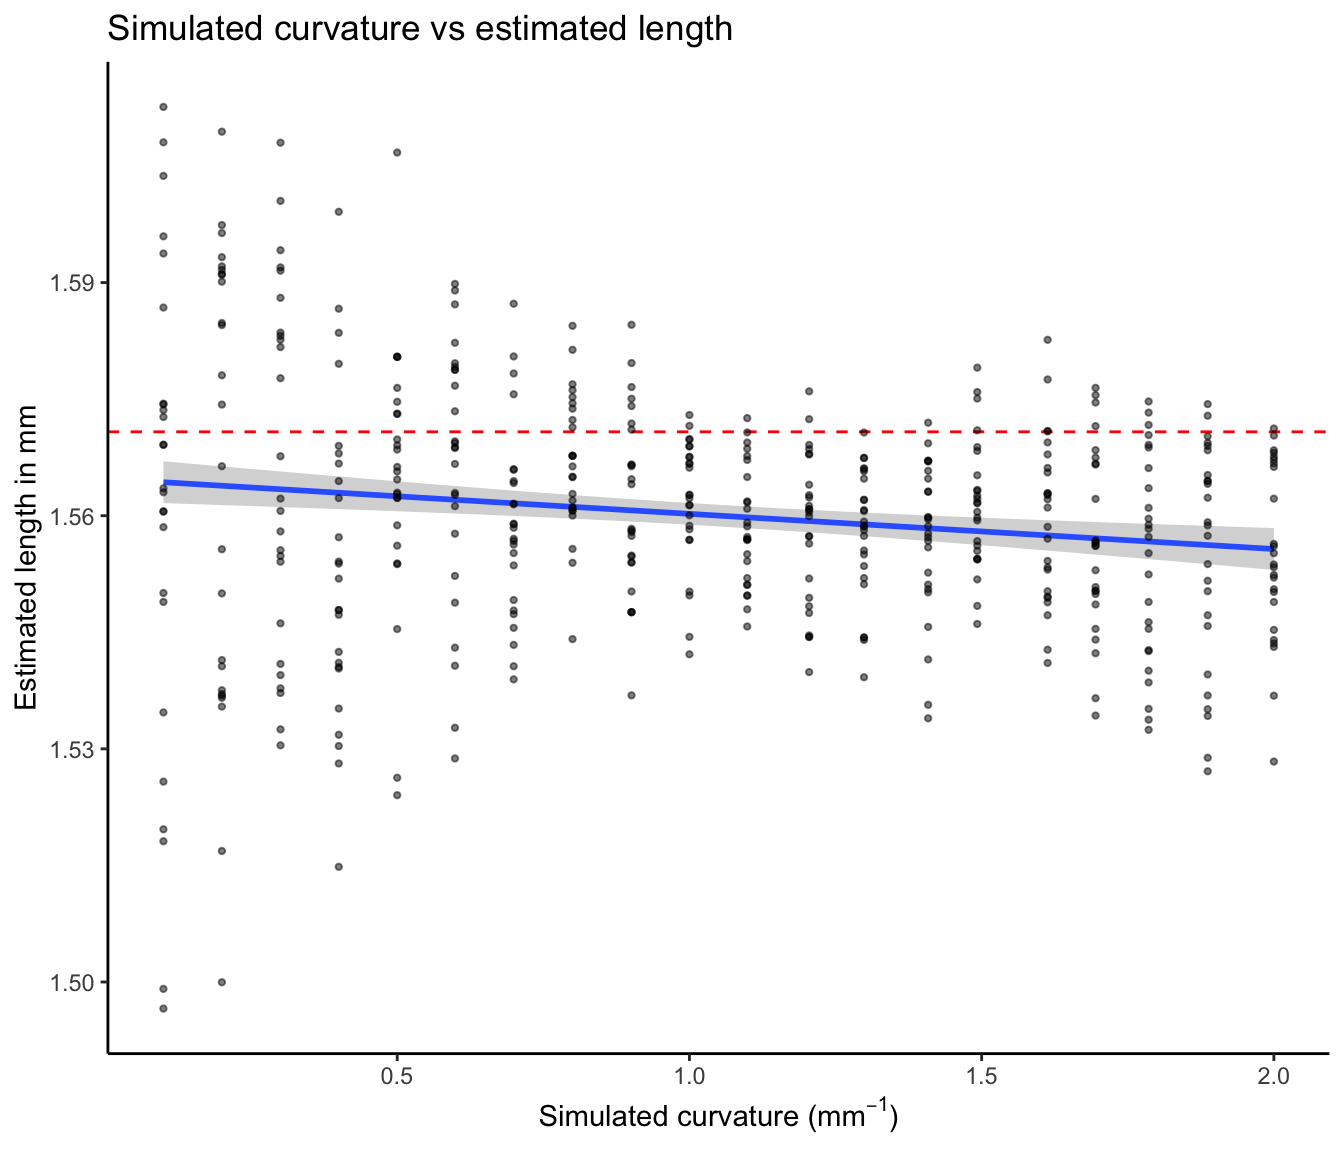 Simulated curvature vs estimated length
Estimated length in mm
1.59
1.56
1.53
1.50
0.5 1.0 1.5 2.0
Simulated curvature (mm⁻¹)